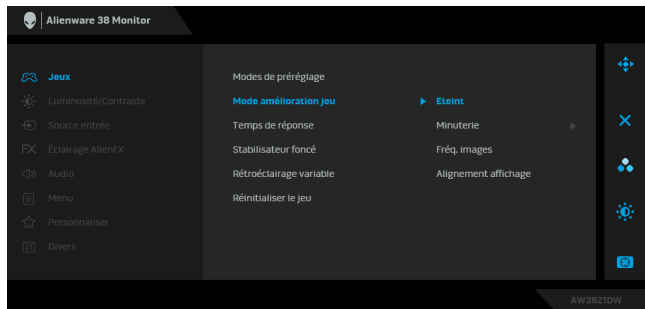 Alienware 38 Monitor
Jeux
Luminosité/Contraste
Source entrée
Éclairage AlienFX
Audio
Menu
Personnaliser
Divers
Modes de préréglage
Mode amélioration jeu
Temps de réponse
Stabilisateur foncé
Rétroéclairage variable
Réinitialiser le jeu
Eteint
Minuterie
Fréq. images
Alignement affichage
AW3821DW